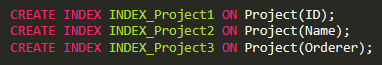 CREATE INDEX INDEX_Project1 ON Project(ID);
CREATE INDEX INDEX_Project2 ON Project(Name);
CREATE INDEX INDEX_Project3 ON Project(Orderer);